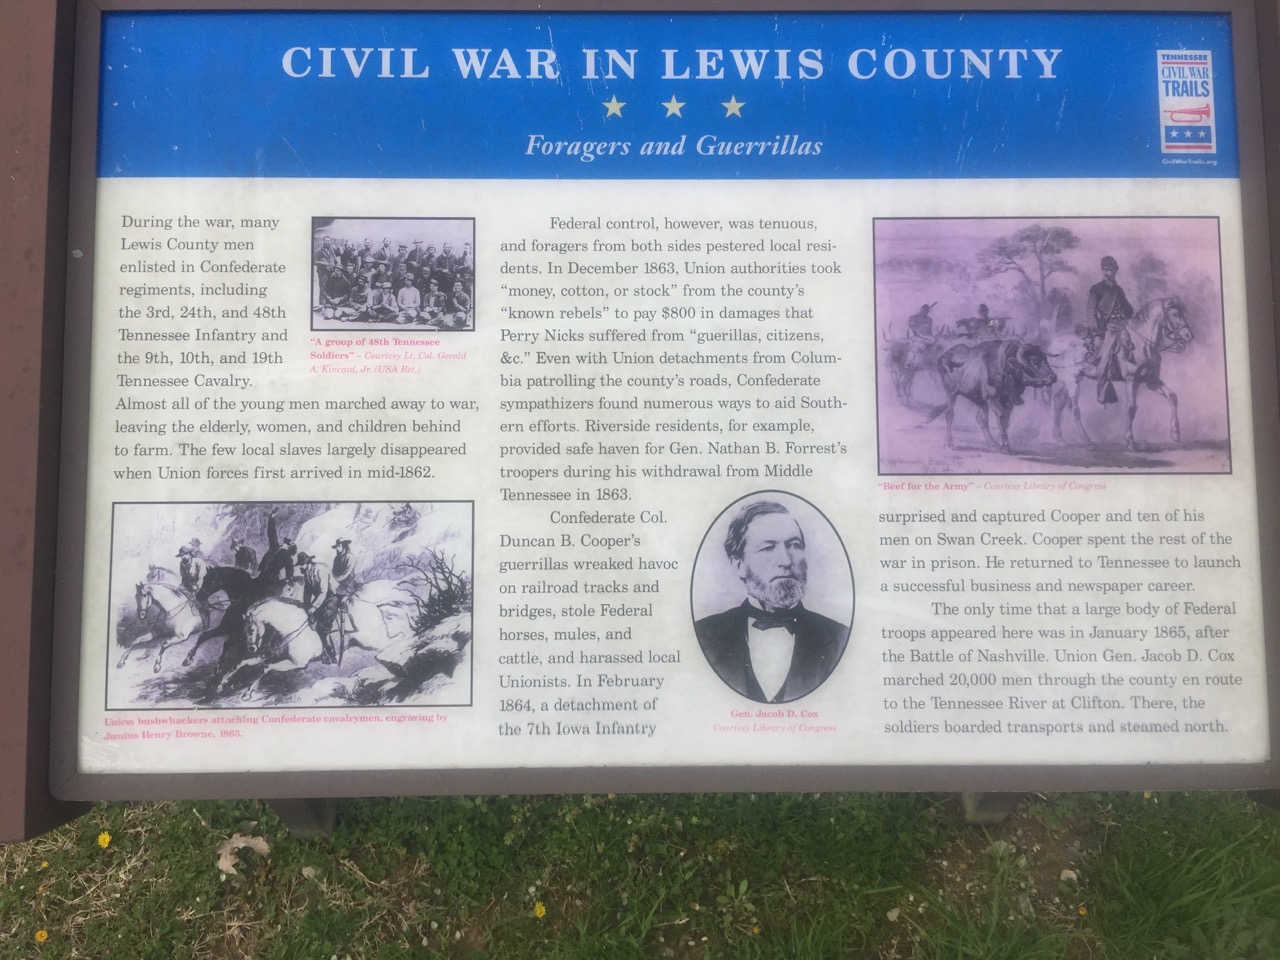 CIVIL WAR IN LEWIS COUNTY
Foragers and Guerrillas
TENNESSEE
CIVIL WAR
TRAILS
CivilWarTrails.org
During the war, many
Lewis County men
enlisted in Confederate
regiments, including
the 3rd, 24th, and 48th
Tennessee Infantry and
the 9th, 10th, and 19th
Tennessee Cavalry.
Almost all of the young men marched away to war,
leaving the elderly, women, and children behind
to farm. The few local slaves largely disappeared
when Union forces first arrived in mid-1862.
"A group of 48th Tennessee
Soldiers" – Courtesy Lt. Col. Gerald
A. Kincaid, Jr. (USA Ret.)
Union bushwhackers attacking Confederate cavalrymen, engraving by
Junius Henry Browne, 1865.
Federal control, however, was tenuous,
and foragers from both sides pestered local resi-
dents. In December 1863, Union authorities took
"money, cotton, or stock" from the county's
"known rebels" to pay $800 in damages that
Perry Nicks suffered from "guerillas, citizens,
&c." Even with Union detachments from Colum-
bia patrolling the county's roads, Confederate
sympathizers found numerous ways to aid South-
ern efforts. Riverside residents, for example,
provided safe haven for Gen. Nathan B. Forrest's
troopers during his withdrawal from Middle
Tennessee in 1863.
Confederate Col.
Duncan B. Cooper's
guerrillas wreaked havoc
on railroad tracks and
bridges, stole Federal
horses, mules, and
cattle, and harassed local
Unionists. In February
1864, a detachment of
the 7th Iowa Infantry
Gen. Jacob D. Cox
Courtesy Library of Congress
"Beef for the Army" – Courtesy Library of Congress
surprised and captured Cooper and ten of his
men on Swan Creek. Cooper spent the rest of the
war in prison. He returned to Tennessee to launch
a successful business and newspaper career.
The only time that a large body of Federal
troops appeared here was in January 1865, after
the Battle of Nashville. Union Gen. Jacob D. Cox
marched 20,000 men through the county en route
to the Tennessee River at Clifton. There, the
soldiers boarded transports and steamed north.